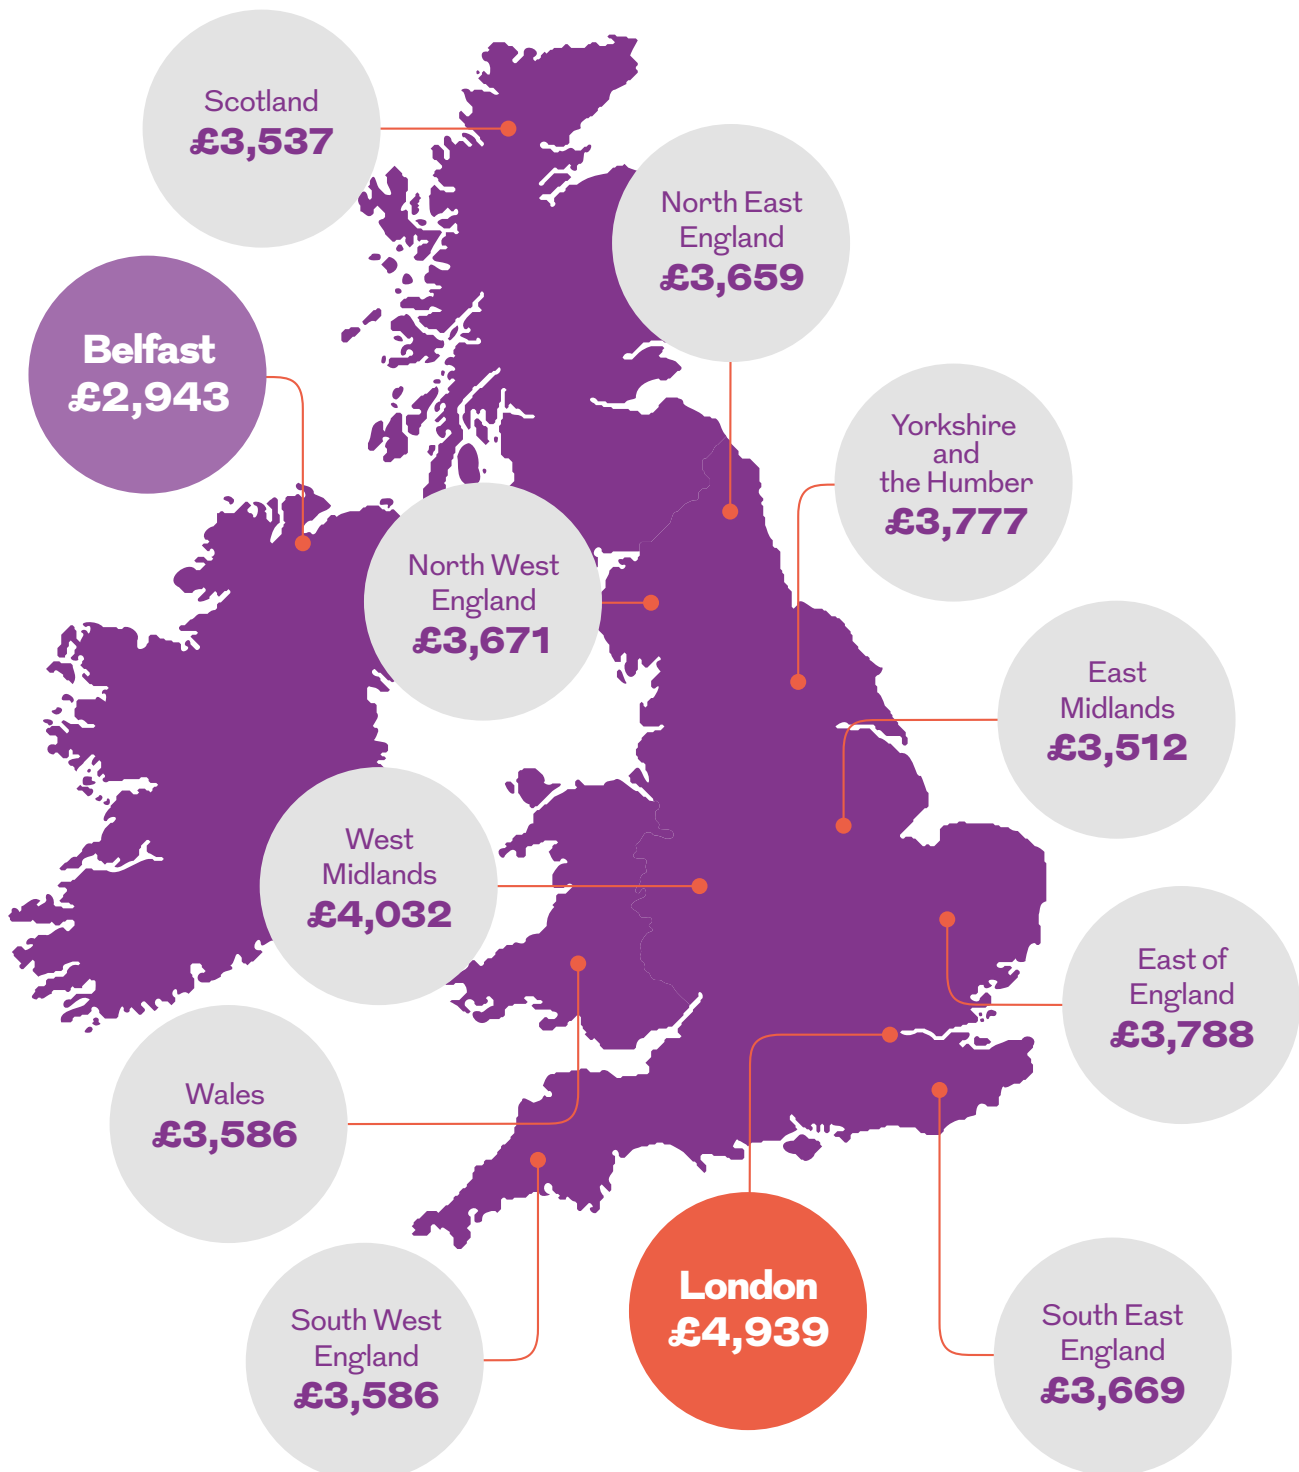 Scotland
£3,537
North East
England
£3,659
Belfast
£2,943
Yorkshire
and
the Humber
£3,777
North West
England
£3,671
East
Midlands
£3,512
West
Midlands
£4,032
East of
England
£3,788
Wales
£3,586
London
£4,939
South West
England
£3,586
South East
England
£3,669